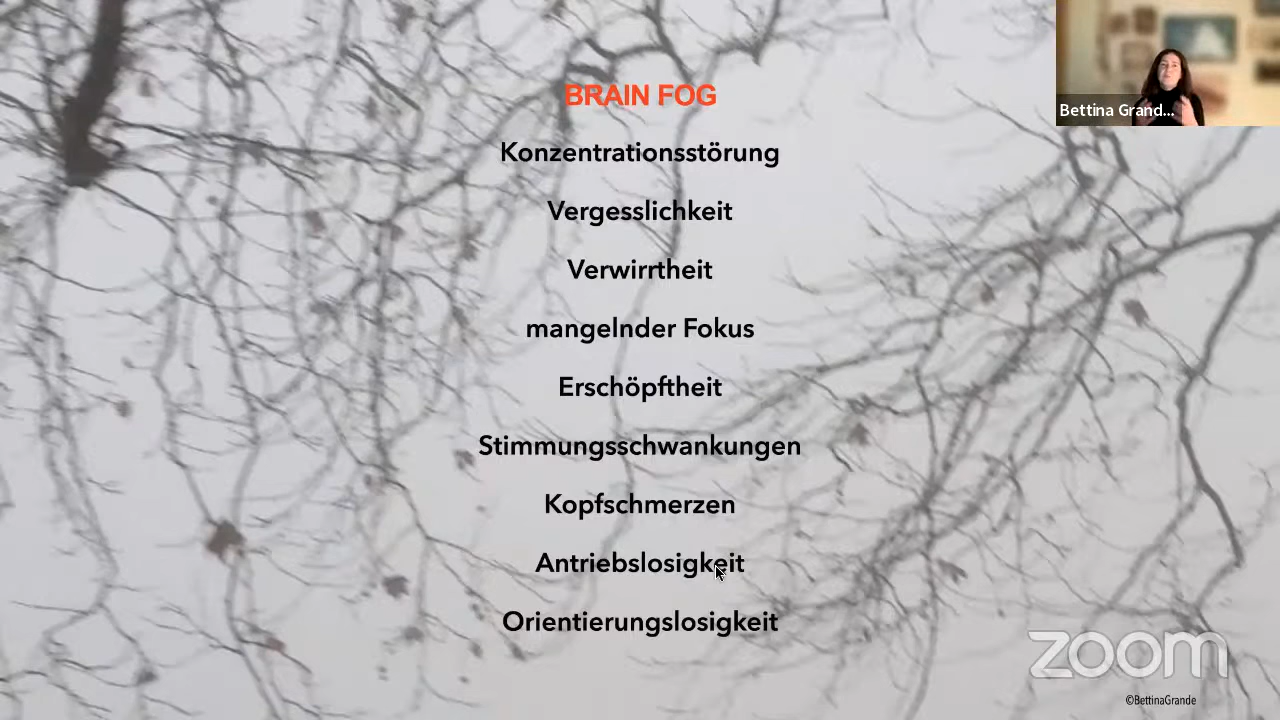 BRAIN FOG
Bettina Grand...
Konzentrationsstörung
Vergesslichkeit
Verwirrtheit
mangelnder Fokus
Erschöpftheit
Stimmungsschwankungen
Kopfschmerzen
Antriebslosigkeit
Orientierungslosigkeit
zoom
©BettinaGrande